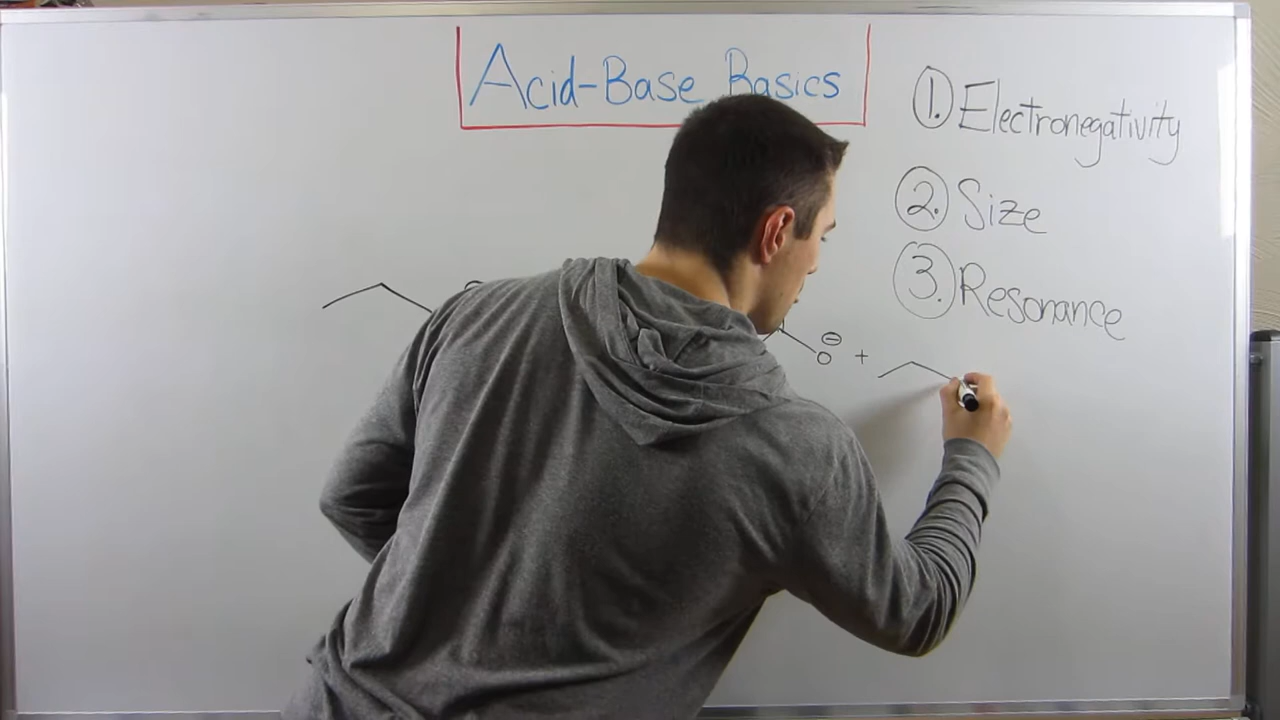 Acid-Base Basics
1. Electronegativity
2. Size
3. Resonance
O ⊖ +